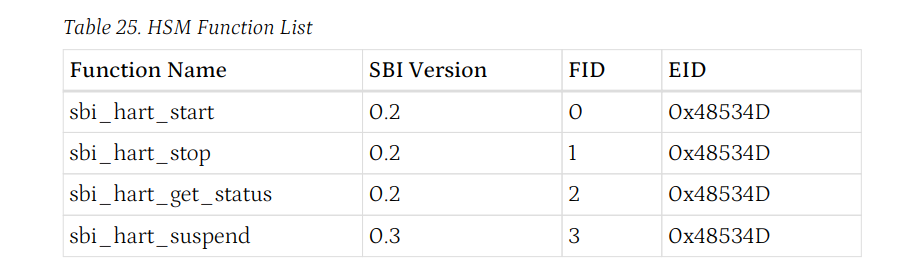 Table 25. HSM Function List
Function Name SBI Version FID EID
sbi_hart_start 0.2 0 0x48534D
sbi_hart_stop 0.2 1 0x48534D
sbi_hart_get_status 0.2 2 0x48534D
sbi_hart_suspend 0.3 3 0x48534D